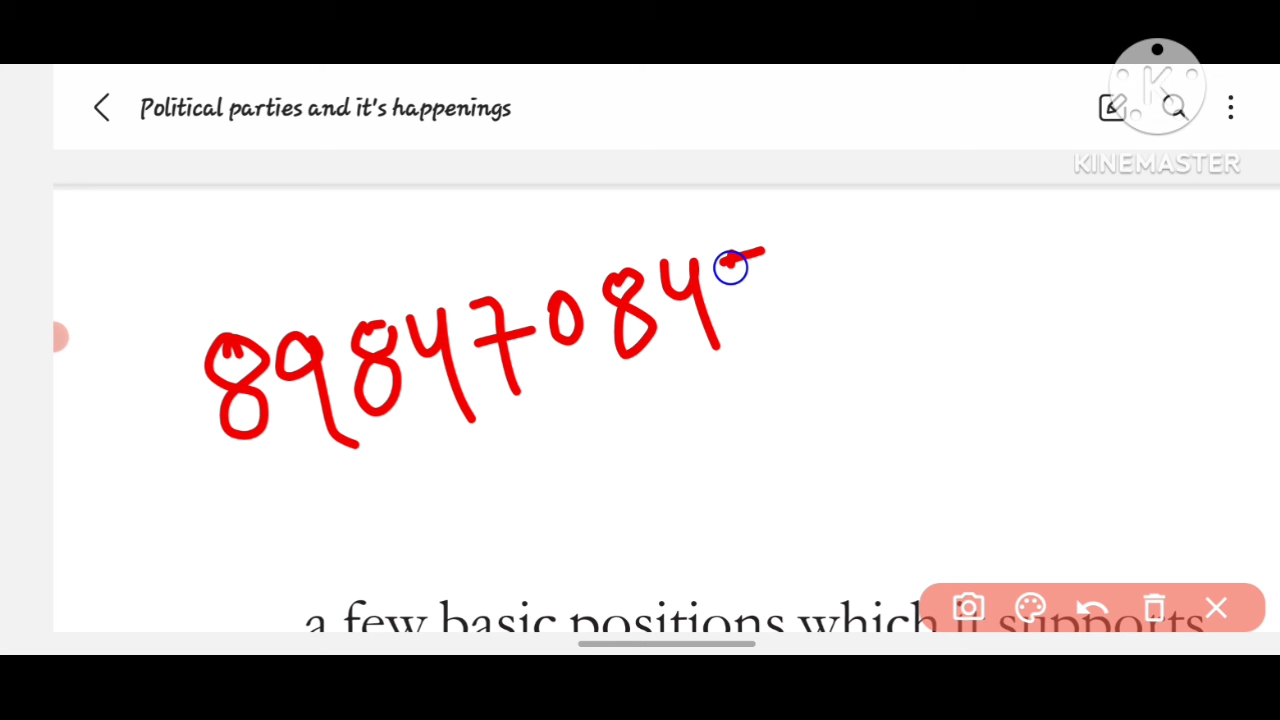 Political parties and it's happenings
KINEMASTER
89847084
a few basic positions which it supports